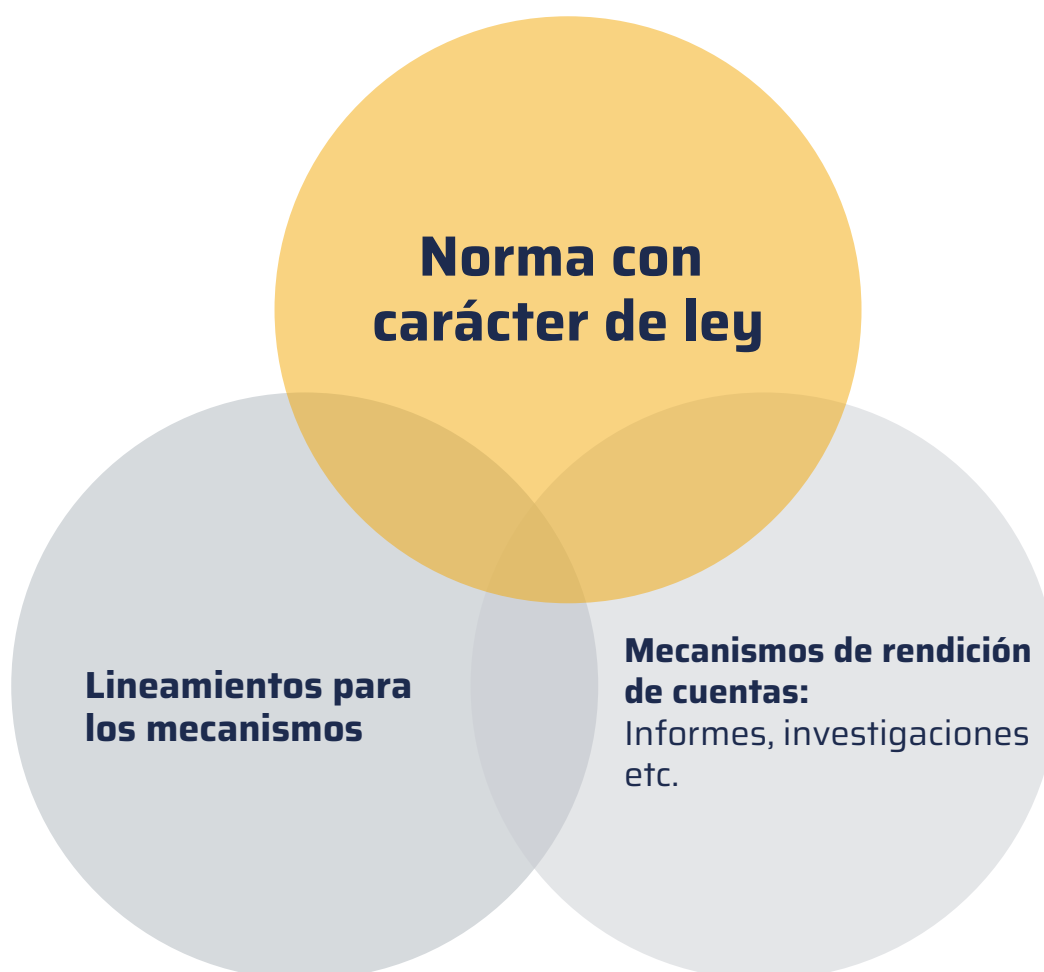 Norma con
carácter de ley
Lineamientos para
los mecanismos
Mecanismos de rendición
de cuentas:
Informes, investigaciones
etc.